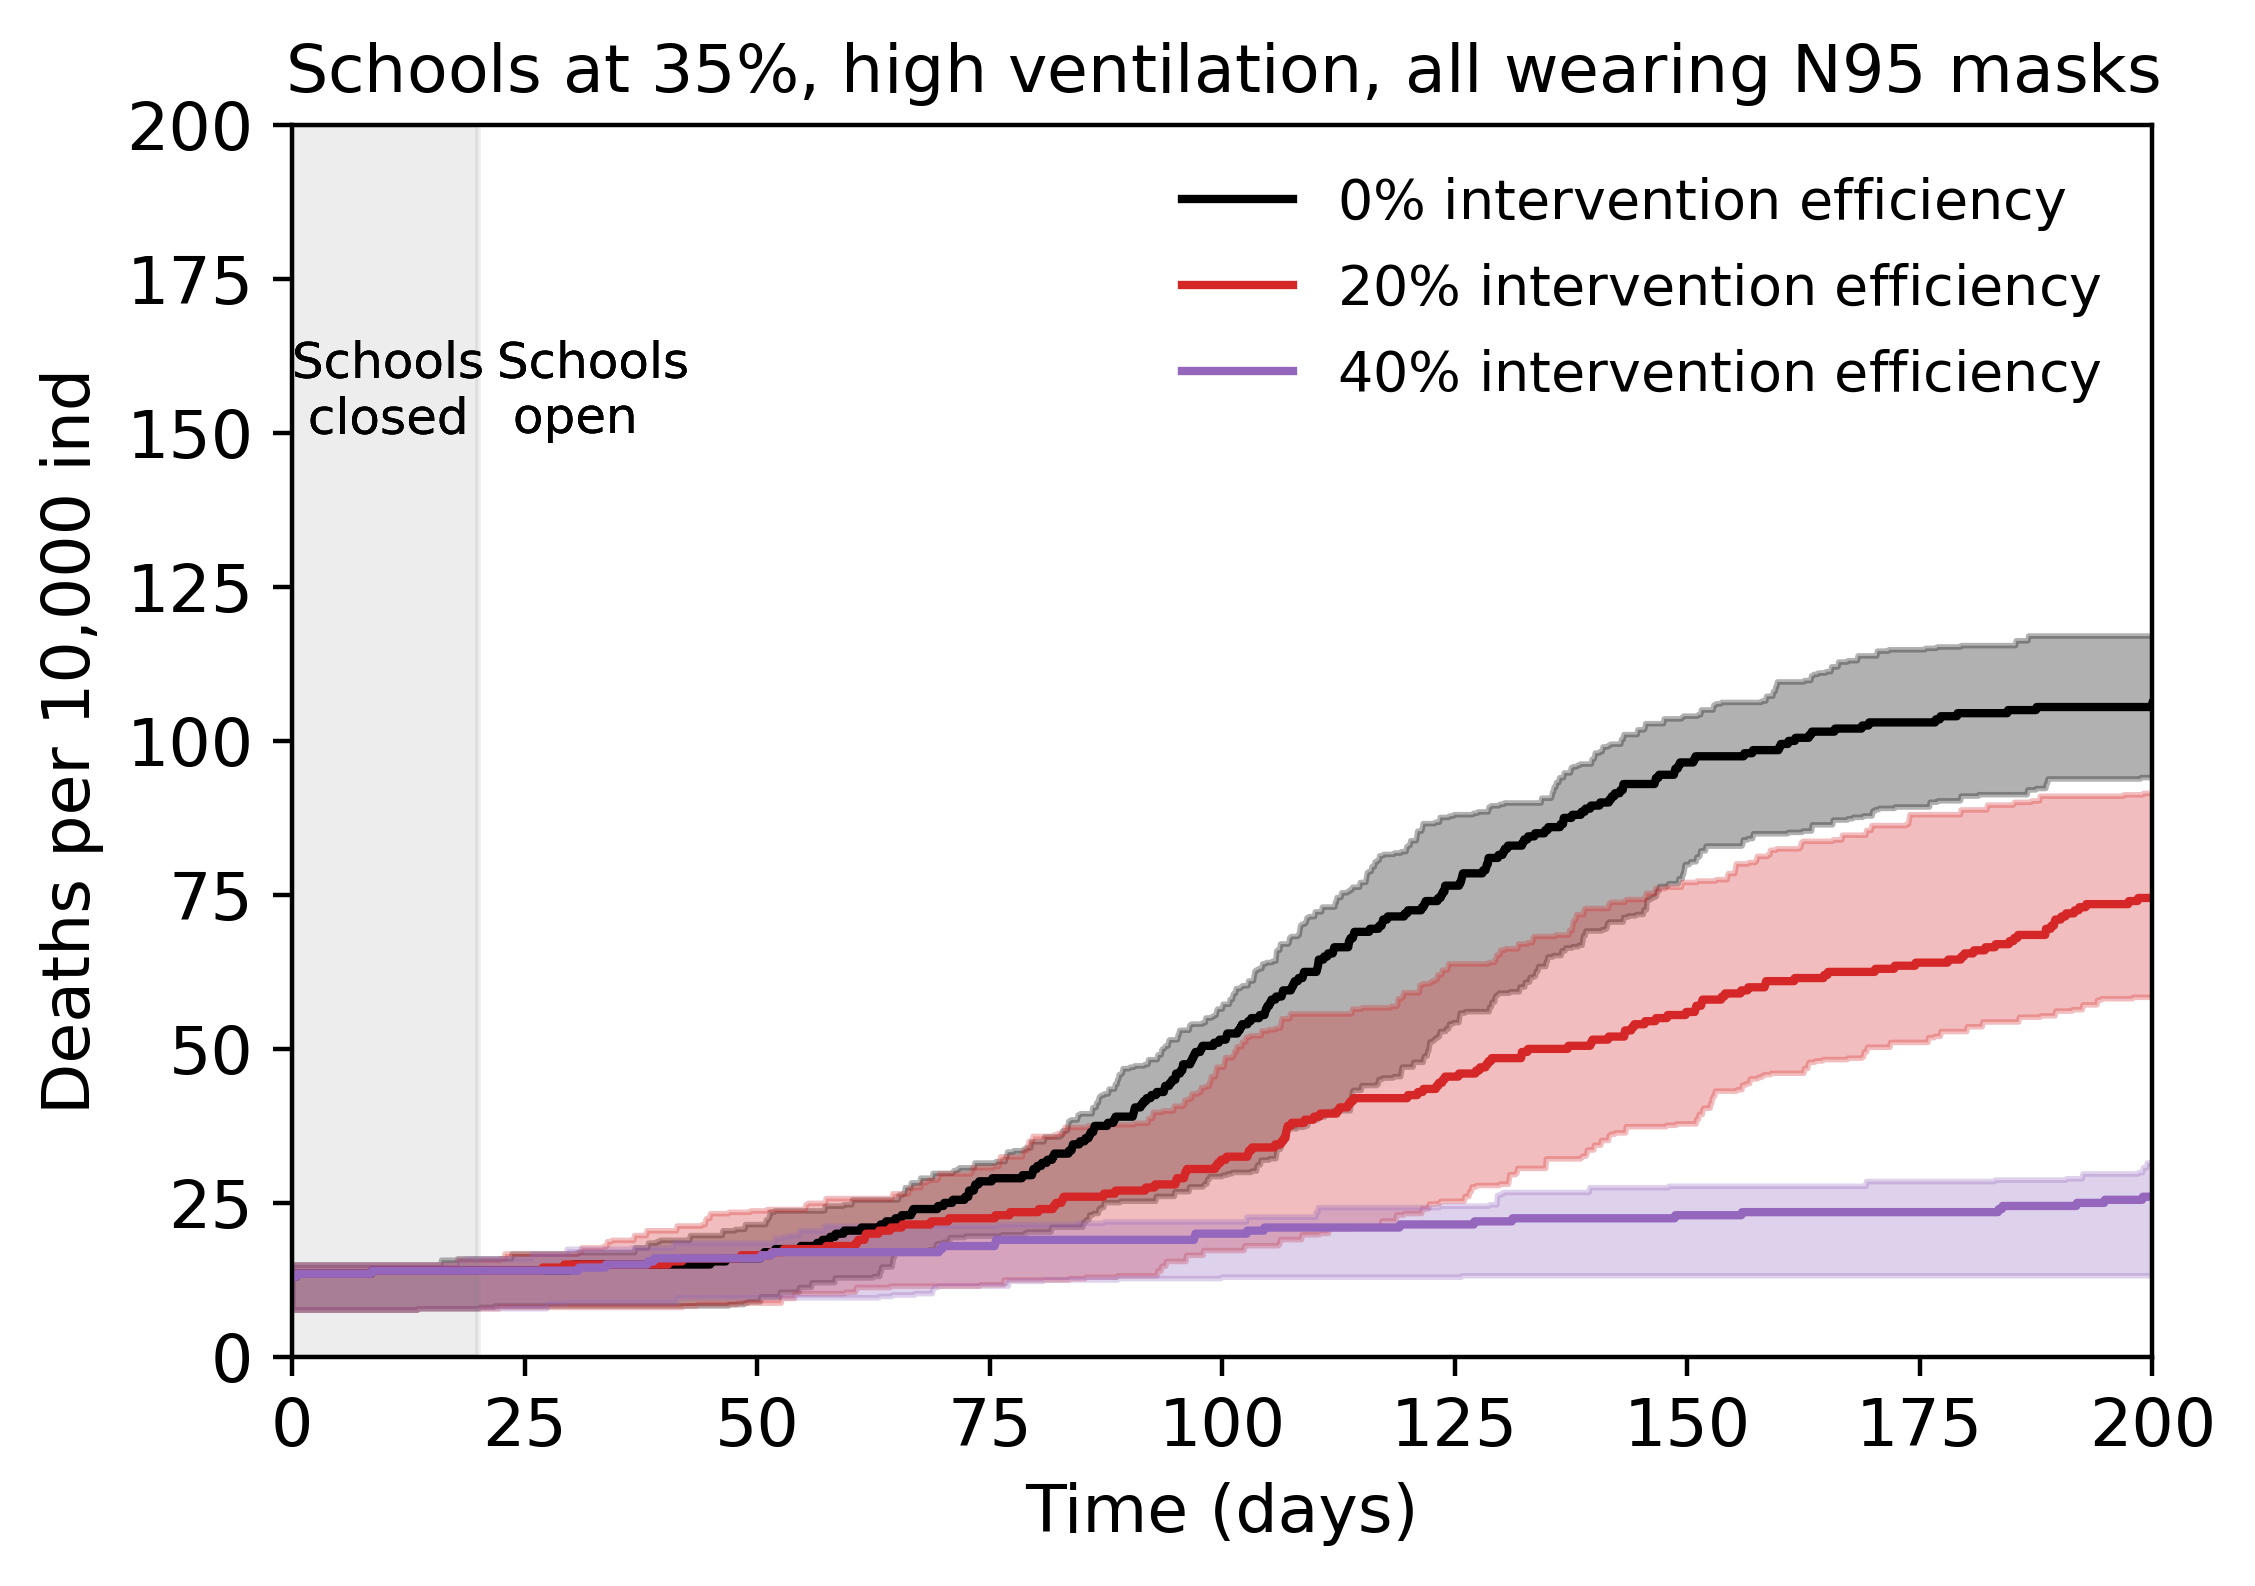 Schools at 35%, high ventilation, all wearing N95 masks
200
175
150
125
100
75
50
25
0
Deaths per 10,000 ind
Schools
closed
Schools
open
0% intervention efficiency
20% intervention efficiency
40% intervention efficiency
0 25 50 75 100 125 150 175 200
Time (days)